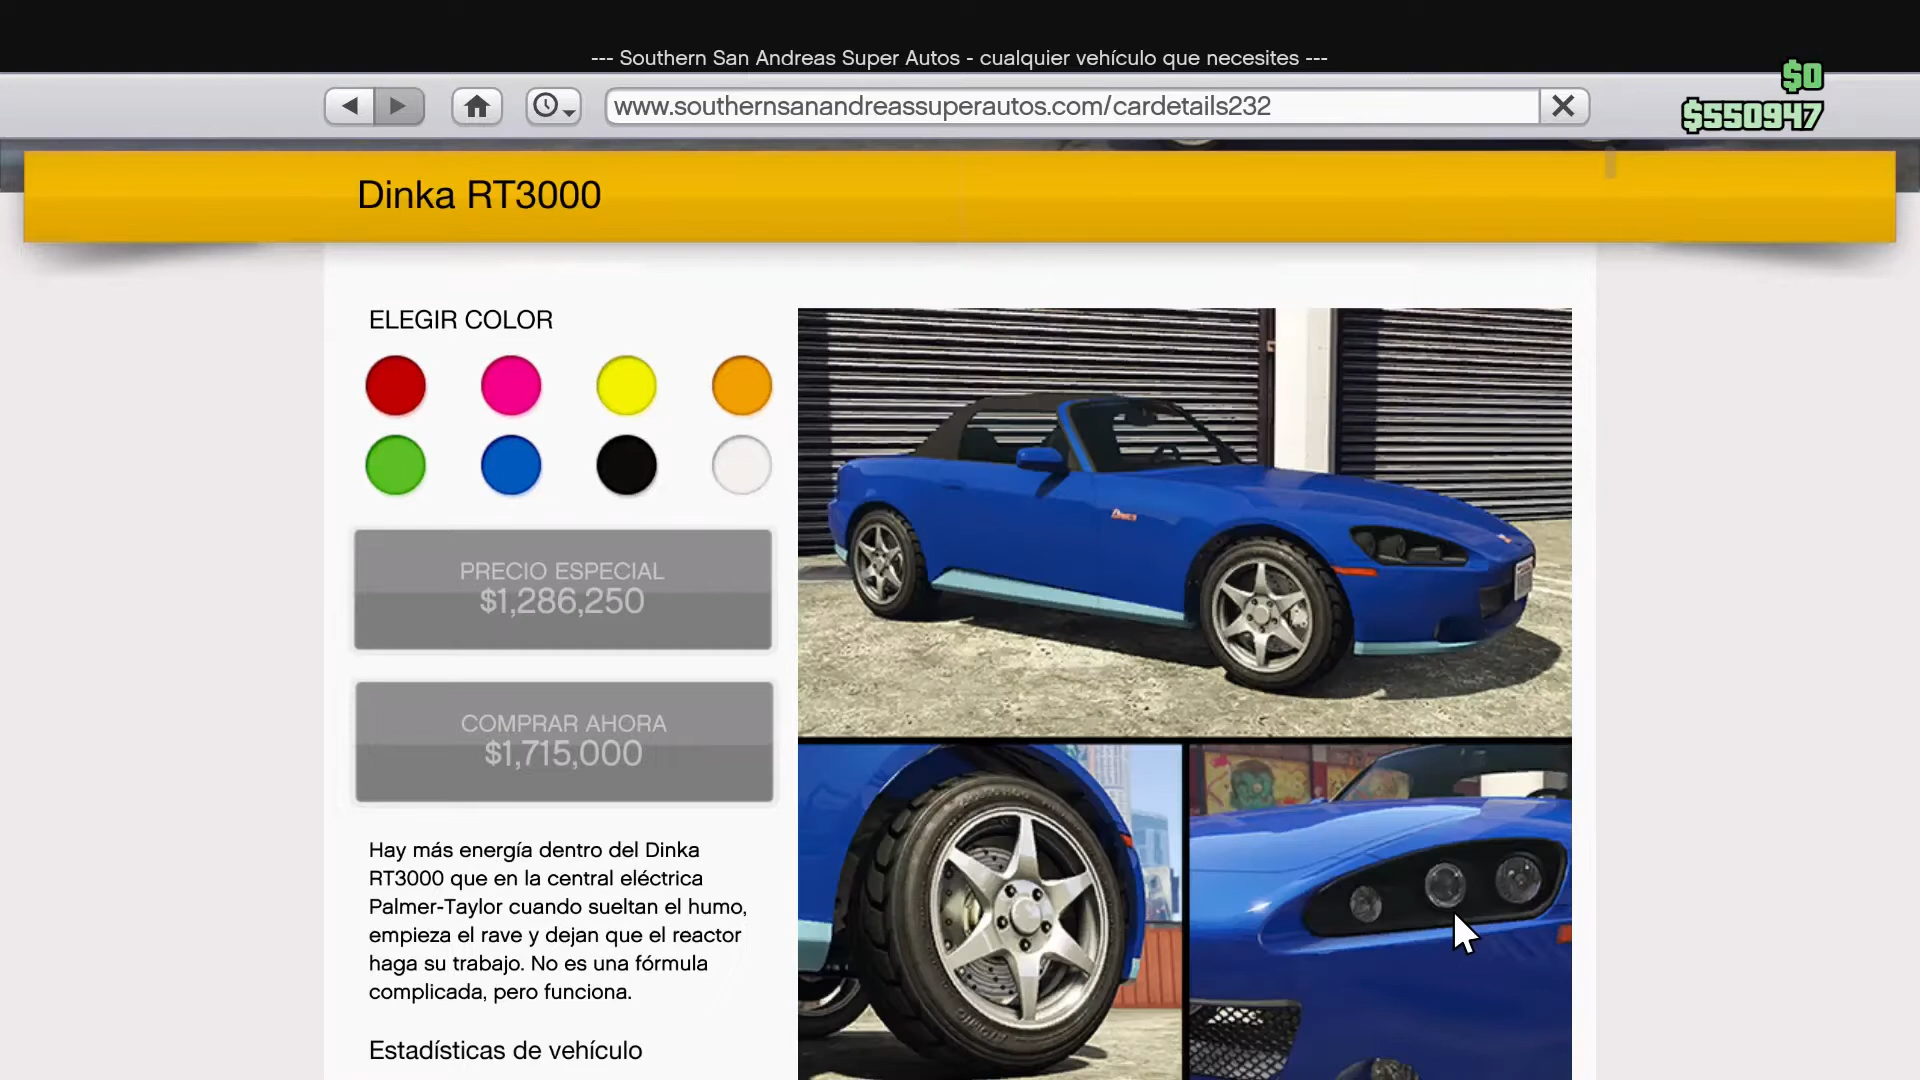 --- Southern San Andreas Super Autos - cualquier vehículo que necesites ---
$0
www.southernsanandreassuperautos.com/cardetails232
$550947
Dinka RT3000
ELEGIR COLOR
PRECIO ESPECIAL
$1,286,250
COMPRAR AHORA
$1,715,000
Hay más energía dentro del Dinka
RT3000 que en la central eléctrica
Palmer-Taylor cuando sueltan el humo,
empieza el rave y dejan que el reactor
haga su trabajo. No es una fórmula
complicada, pero funciona.
Estadísticas de vehículo